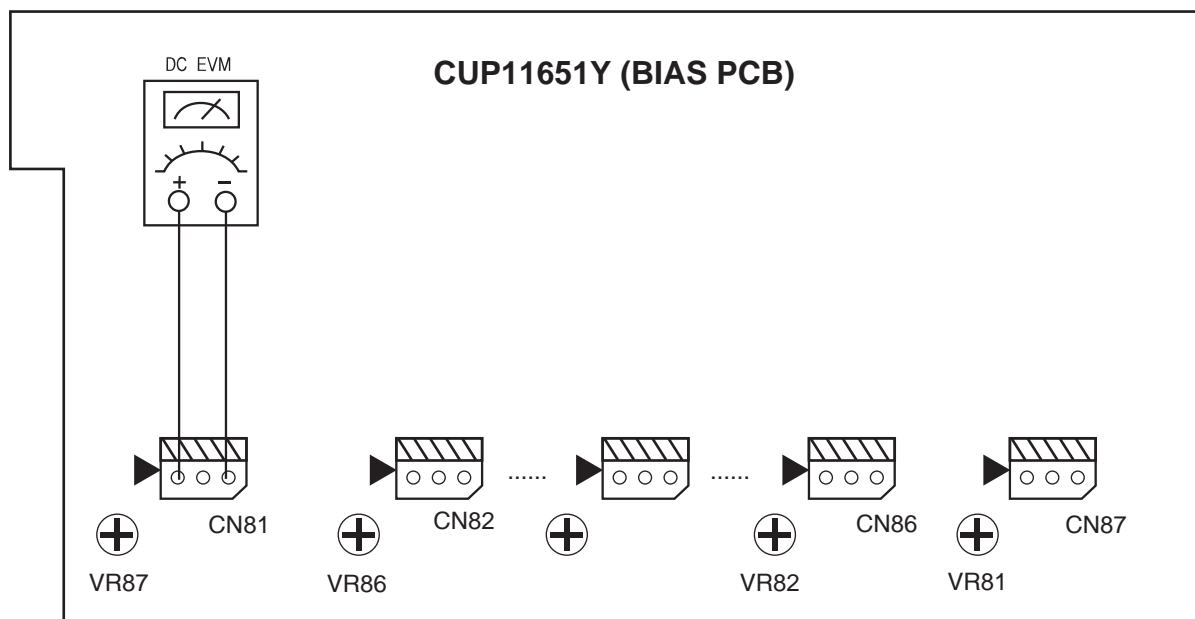 DC EVM
CUP11651Y (BIAS PCB)
+ −
...... ......
CN81 CN82 CN86 CN87
VR87 VR86 VR82 VR81